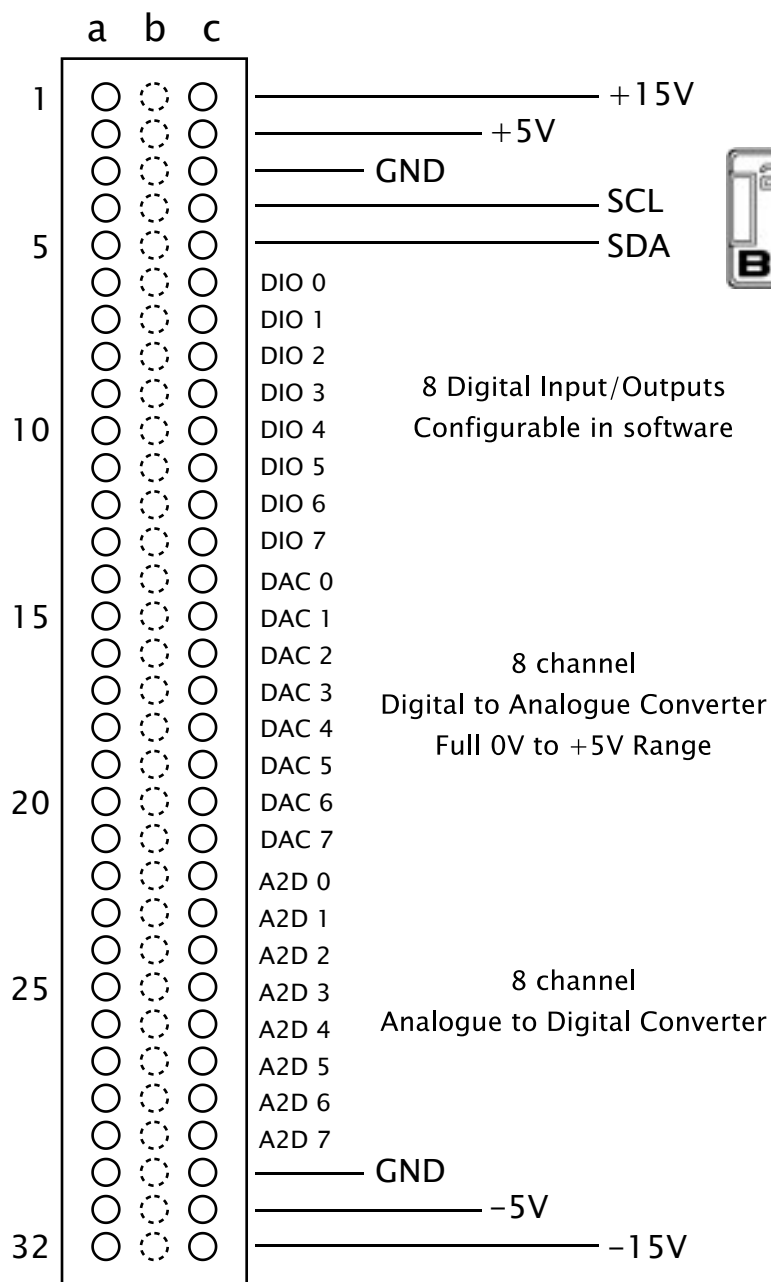 a b c
1 +15V
+5V
GND
SCL
5 SDA
DIO 0
DIO 1
DIO 2
DIO 3
10 DIO 4
DIO 5
DIO 6
DIO 7
8 Digital Input/Outputs
Configurable in software
DAC 0
15 DAC 1
DAC 2
DAC 3
DAC 4
DAC 5
20 DAC 6
DAC 7
8 channel
Digital to Analogue Converter
Full 0V to +5V Range
A2D 0
A2D 1
A2D 2
25 A2D 3
A2D 4
A2D 5
A2D 6
A2D 7
8 channel
Analogue to Digital Converter
GND
-5V
32 -15V